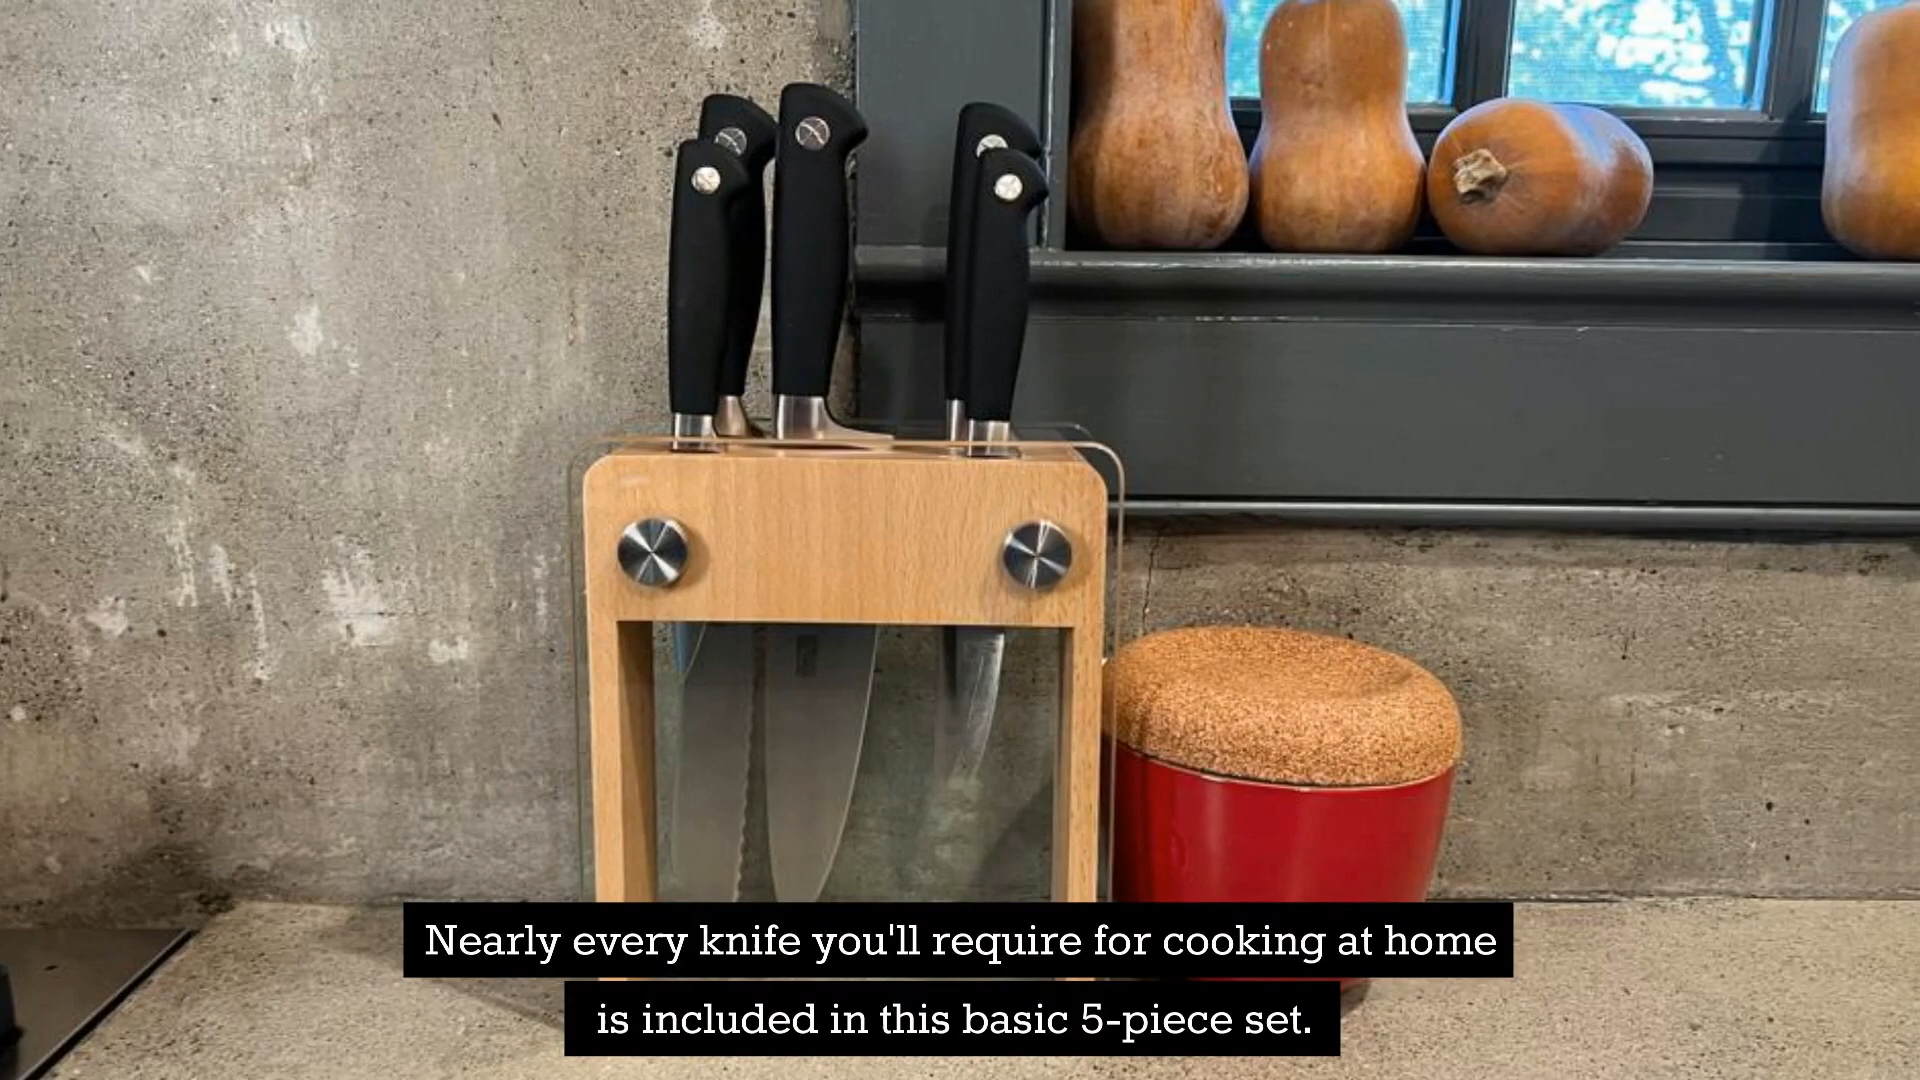 Nearly every knife you'll require for cooking at home
is included in this basic 5-piece set.